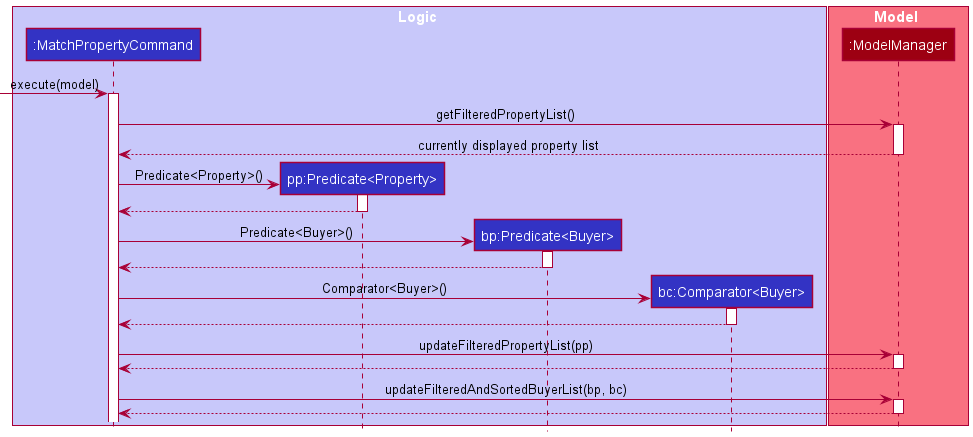 Logic
Model
:MatchPropertyCommand
:ModelManager
execute(model)
getFilteredPropertyList()
currently displayed property list
Predicate<Property>()
pp:Predicate<Property>
Predicate<Buyer>()
bp:Predicate<Buyer>
Comparator<Buyer>()
bc:Comparator<Buyer>
updateFilteredPropertyList(pp)
updateFilteredAndSortedBuyerList(bp, bc)